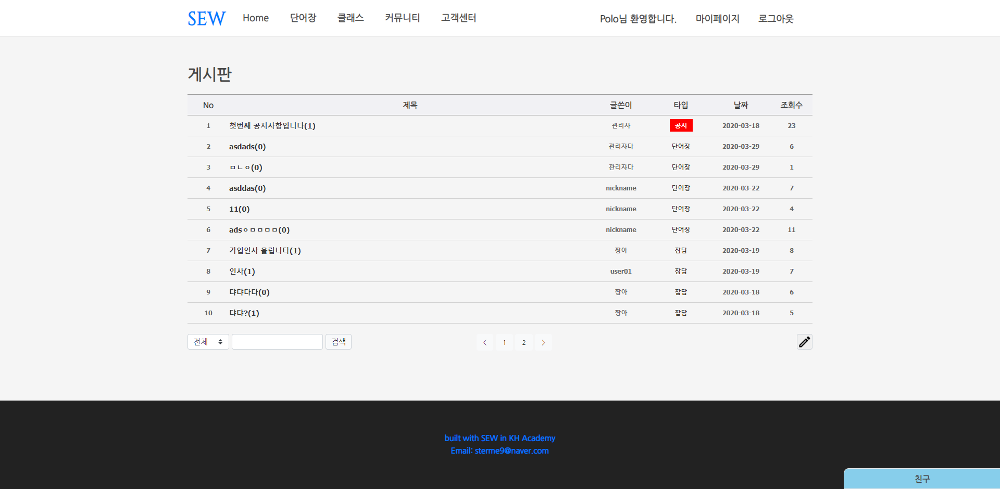 SEW Home 단어장 클래스 커뮤니티 고객센터 Polo님 환영합니다. 마이페이지 로그아웃
게시판
No 제목 글쓴이 타입 날짜 조회수
1 첫번째 공지사항입니다(1) 관리자 공지 2020-03-18 23
2 asdads(0) 관리자다 단어장 2020-03-29 6
3 ㅁㄴㅇ(0) 관리자다 단어장 2020-03-29 1
4 asddas(0) nickname 단어장 2020-03-22 7
5 11(0) nickname 단어장 2020-03-22 4
6 adsㅇㅁㅁㅁㅁ(0) nickname 단어장 2020-03-22 11
7 가입인사 올립니다(1) 짱아 잡담 2020-03-19 8
8 인사(1) user01 잡담 2020-03-19 7
9 댜댜다다(0) 짱아 잡담 2020-03-18 6
10 댜댜?(1) 짱아 잡담 2020-03-18 5
전체 검색 1 2
built with SEW in KH Academy
Email: sterme9@naver.com
친구